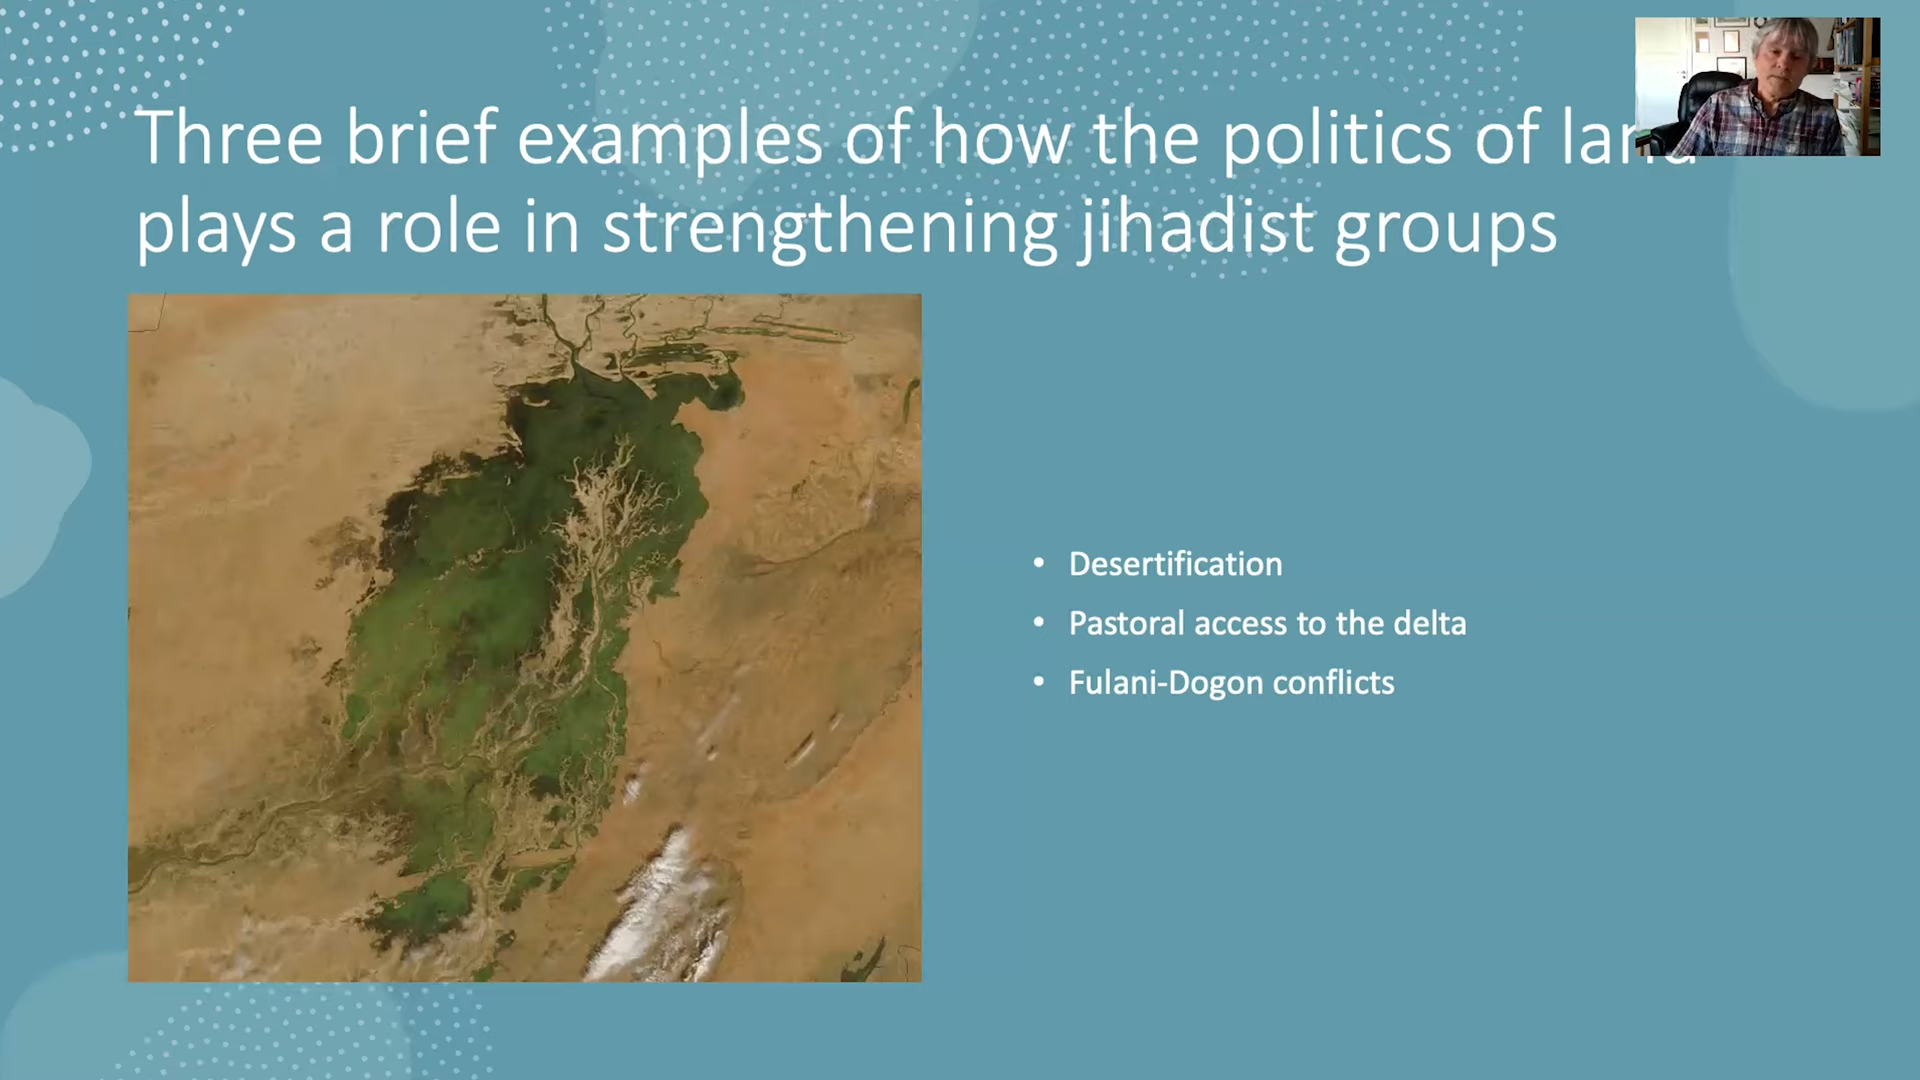 Three brief examples of how the politics of land
plays a role in strengthening jihadist groups
• Desertification
• Pastoral access to the delta
• Fulani-Dogon conflicts